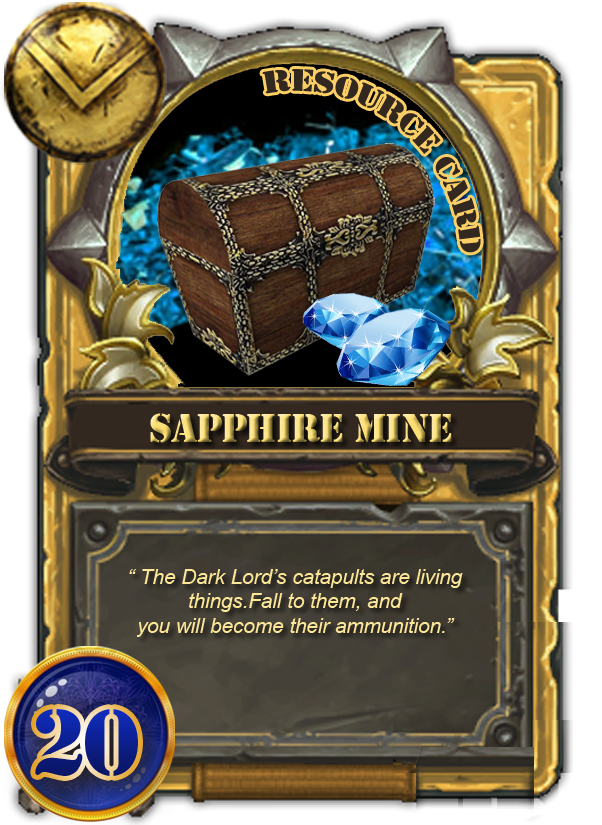 RESOURCE CARD
SAPPHIRE MINE
“ The Dark Lord’s catapults are living
things.Fall to them, and
you will become their ammunition.”
20